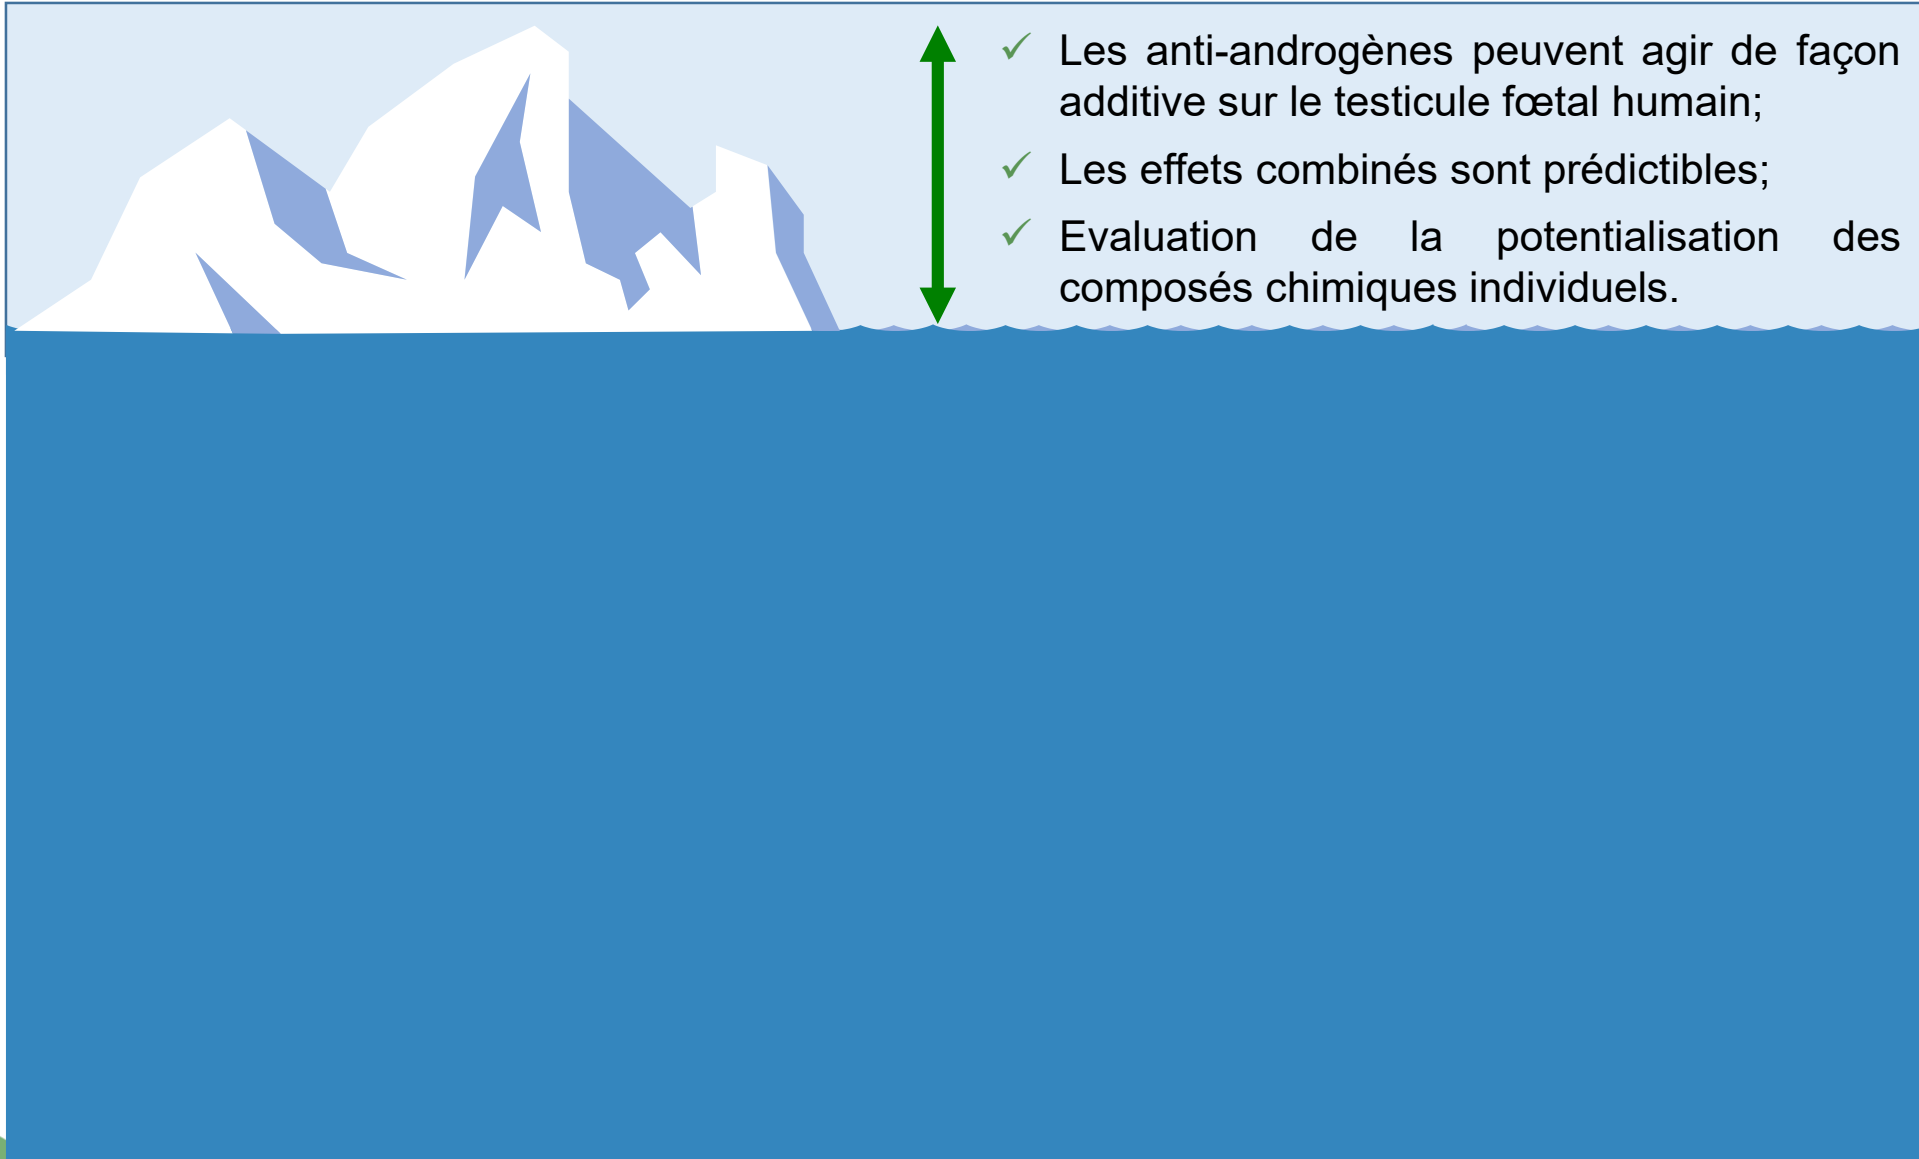 Les anti-androgènes peuvent agir de façon
additive sur le testicule fœtal humain;
Les effets combinés sont prédictibles;
Evaluation de la potentialisation des
composés chimiques individuels.